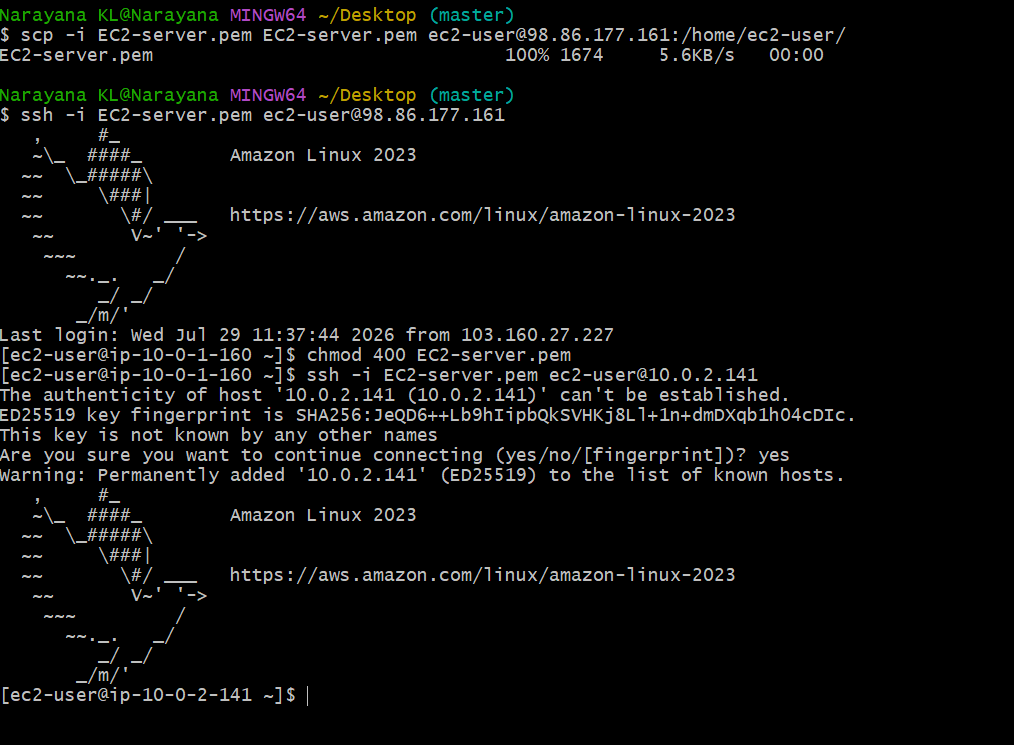 Narayana KL@Narayana MINGW64 ~/Desktop (master)
$ scp -i EC2-server.pem EC2-server.pem ec2-user@98.86.177.161:/home/ec2-user/
EC2-server.pem                                100% 1674     5.6KB/s   00:00

Narayana KL@Narayana MINGW64 ~/Desktop (master)
$ ssh -i EC2-server.pem ec2-user@98.86.177.161
   ,     #_
   ~\_  ####_        Amazon Linux 2023
  ~~  \_#####\
  ~~     \###|
  ~~       \#/ ___   https://aws.amazon.com/linux/amazon-linux-2023
   ~~       V~' '->
    ~~~         /
      ~~._.   _/
         _/ _/
       _/m/'
Last login: Wed Jul 29 11:37:44 2026 from 103.160.27.227
[ec2-user@ip-10-0-1-160 ~]$ chmod 400 EC2-server.pem
[ec2-user@ip-10-0-1-160 ~]$ ssh -i EC2-server.pem ec2-user@10.0.2.141
The authenticity of host '10.0.2.141 (10.0.2.141)' can't be established.
ED25519 key fingerprint is SHA256:JeQD6++Lb9hIipbQkSVHKj8Ll+1n+dmDXqb1h04cDIc.
This key is not known by any other names
Are you sure you want to continue connecting (yes/no/[fingerprint])? yes
Warning: Permanently added '10.0.2.141' (ED25519) to the list of known hosts.
   ,     #_
   ~\_  ####_        Amazon Linux 2023
  ~~  \_#####\
  ~~     \###|
  ~~       \#/ ___   https://aws.amazon.com/linux/amazon-linux-2023
   ~~       V~' '->
    ~~~         /
      ~~._.   _/
         _/ _/
       _/m/'
[ec2-user@ip-10-0-2-141 ~]$